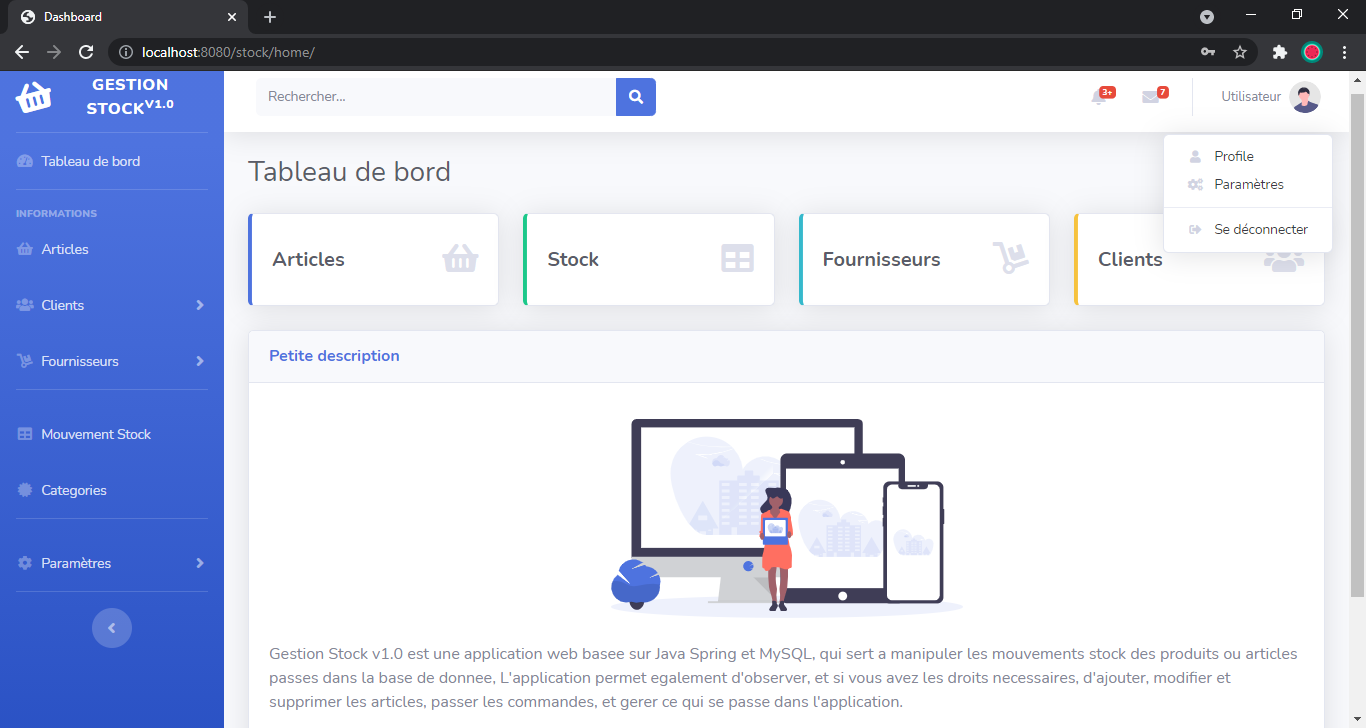 Dashboard
localhost:8080/stock/home/
GESTION
STOCKV1.0
Rechercher...
3+
7
Utilisateur
Tableau de bord
INFORMATIONS
Articles
Clients
Fournisseurs
Mouvement Stock
Categories
Paramètres
Profile
Paramètres
Se déconnecter
Tableau de bord
Articles
Stock
Fournisseurs
Clients
Petite description
Gestion Stock v1.0 est une application web basee sur Java Spring et MySQL, qui sert a manipuler les mouvements stock des produits ou articles
passes dans la base de donnee, L'application permet egalement d'observer, et si vous avez les droits necessaires, d'ajouter, modifier et
supprimer les articles, passer les commandes, et gerer ce qui se passe dans l'application.